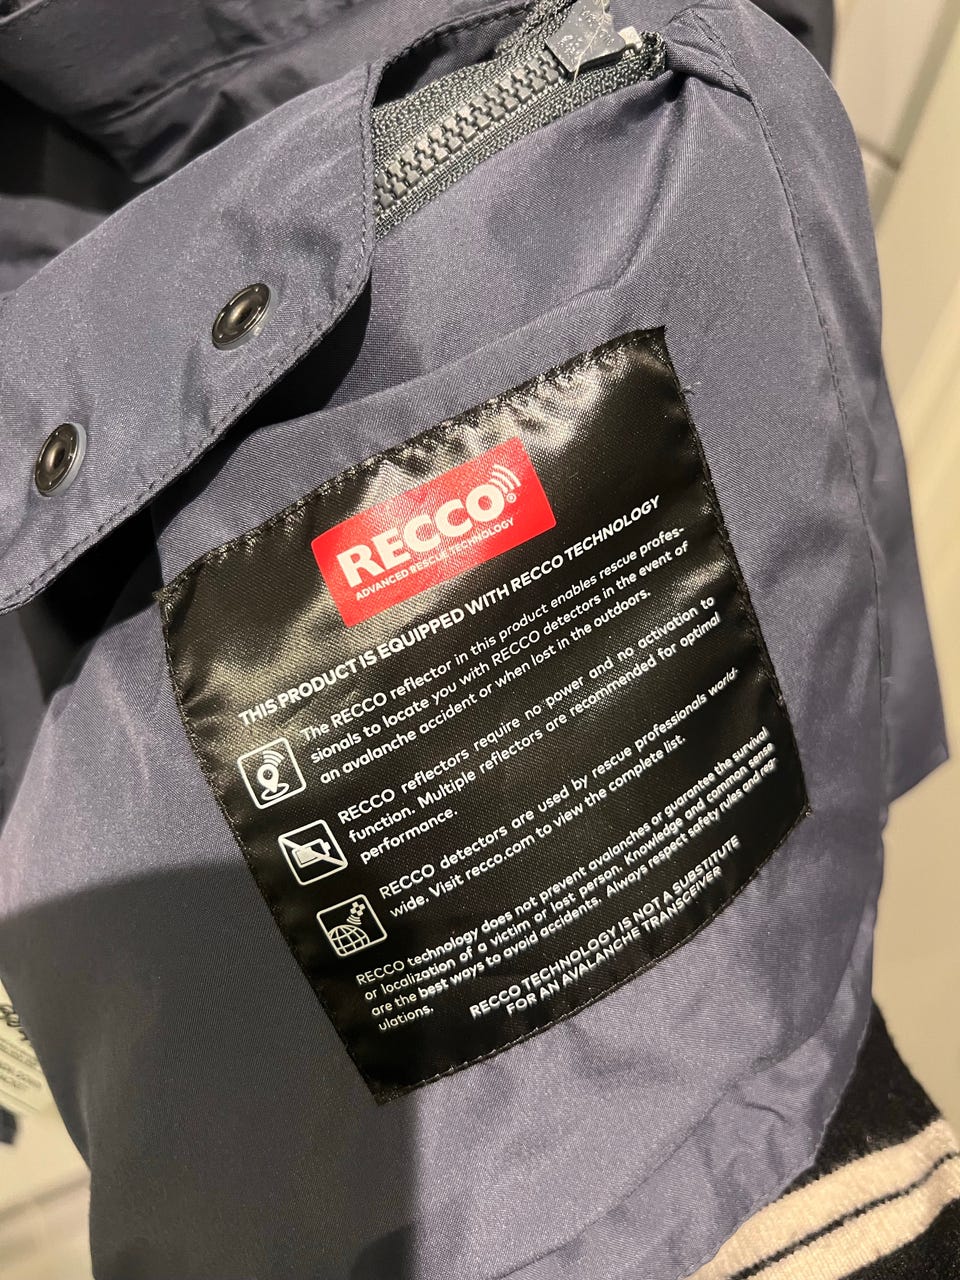 RECCO®
ADVANCED RESCUE TECHNOLOGY
THIS PRODUCT IS EQUIPPED WITH RECCO TECHNOLOGY
The RECCO reflector in this product enables rescue profes-
sionals to locate you with RECCO detectors in the event of
an avalanche accident or when lost in the outdoors.
RECCO reflectors require no power and no activation to
function. Multiple reflectors are recommended for optimal
performance.
RECCO detectors are used by rescue professionals world-
wide. Visit recco.com to view the complete list.
RECCO technology does not prevent avalanches or guarantee the survival
or localization of a victim or lost person. Knowledge and common sense
are the best ways to avoid accidents. Always respect safety rules and reg-
ulations.
RECCO TECHNOLOGY IS NOT A SUBSTITUTE
FOR AN AVALANCHE TRANSCEIVER